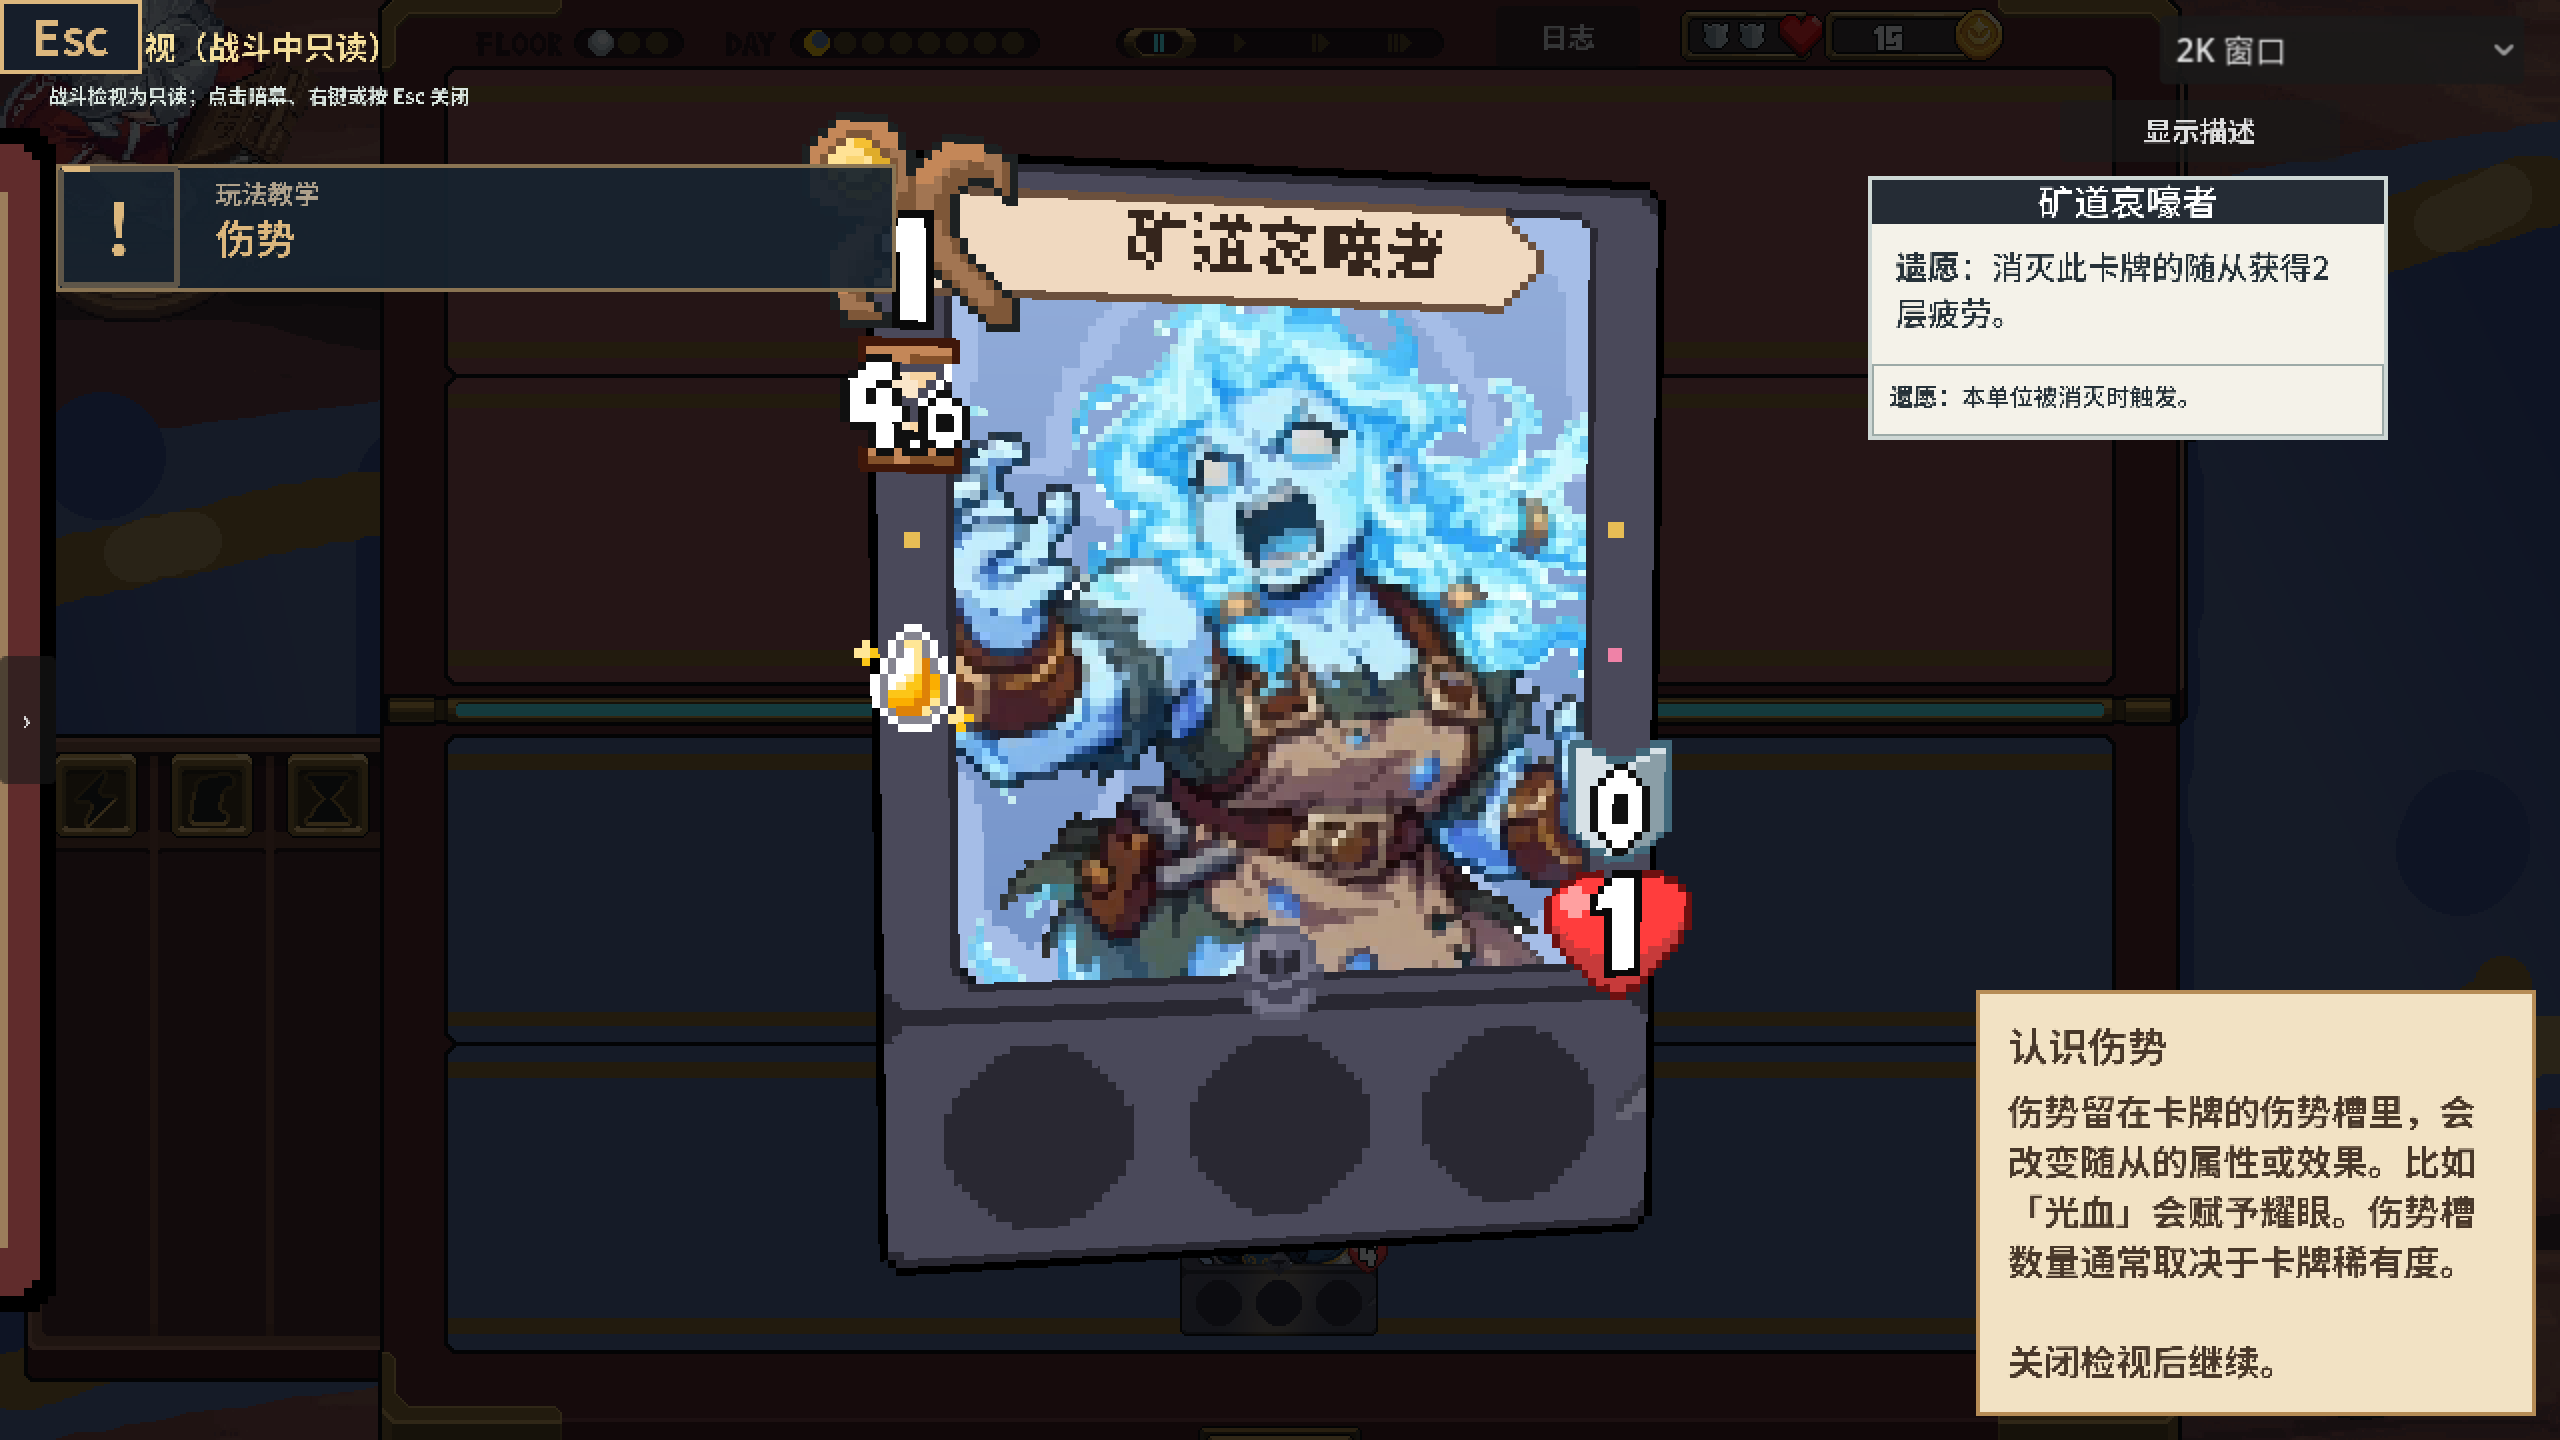 Esc
视（战斗中只读）
战斗检视为只读；点击暗幕、右键或按 Esc 关闭
FLOOR
DAY
日志
15
2K 窗口
显示描述
!
玩法教学
伤势
1
矿道哀嚎者
矿道哀嚎者
遗愿：消灭此卡牌的随从获得2
层疲劳。
遗愿：本单位被消灭时触发。
0
1
4
认识伤势
伤势留在卡牌的伤势槽里，会
改变随从的属性或效果。比如
「光血」会赋予耀眼。伤势槽
数量通常取决于卡牌稀有度。
关闭检视后继续。